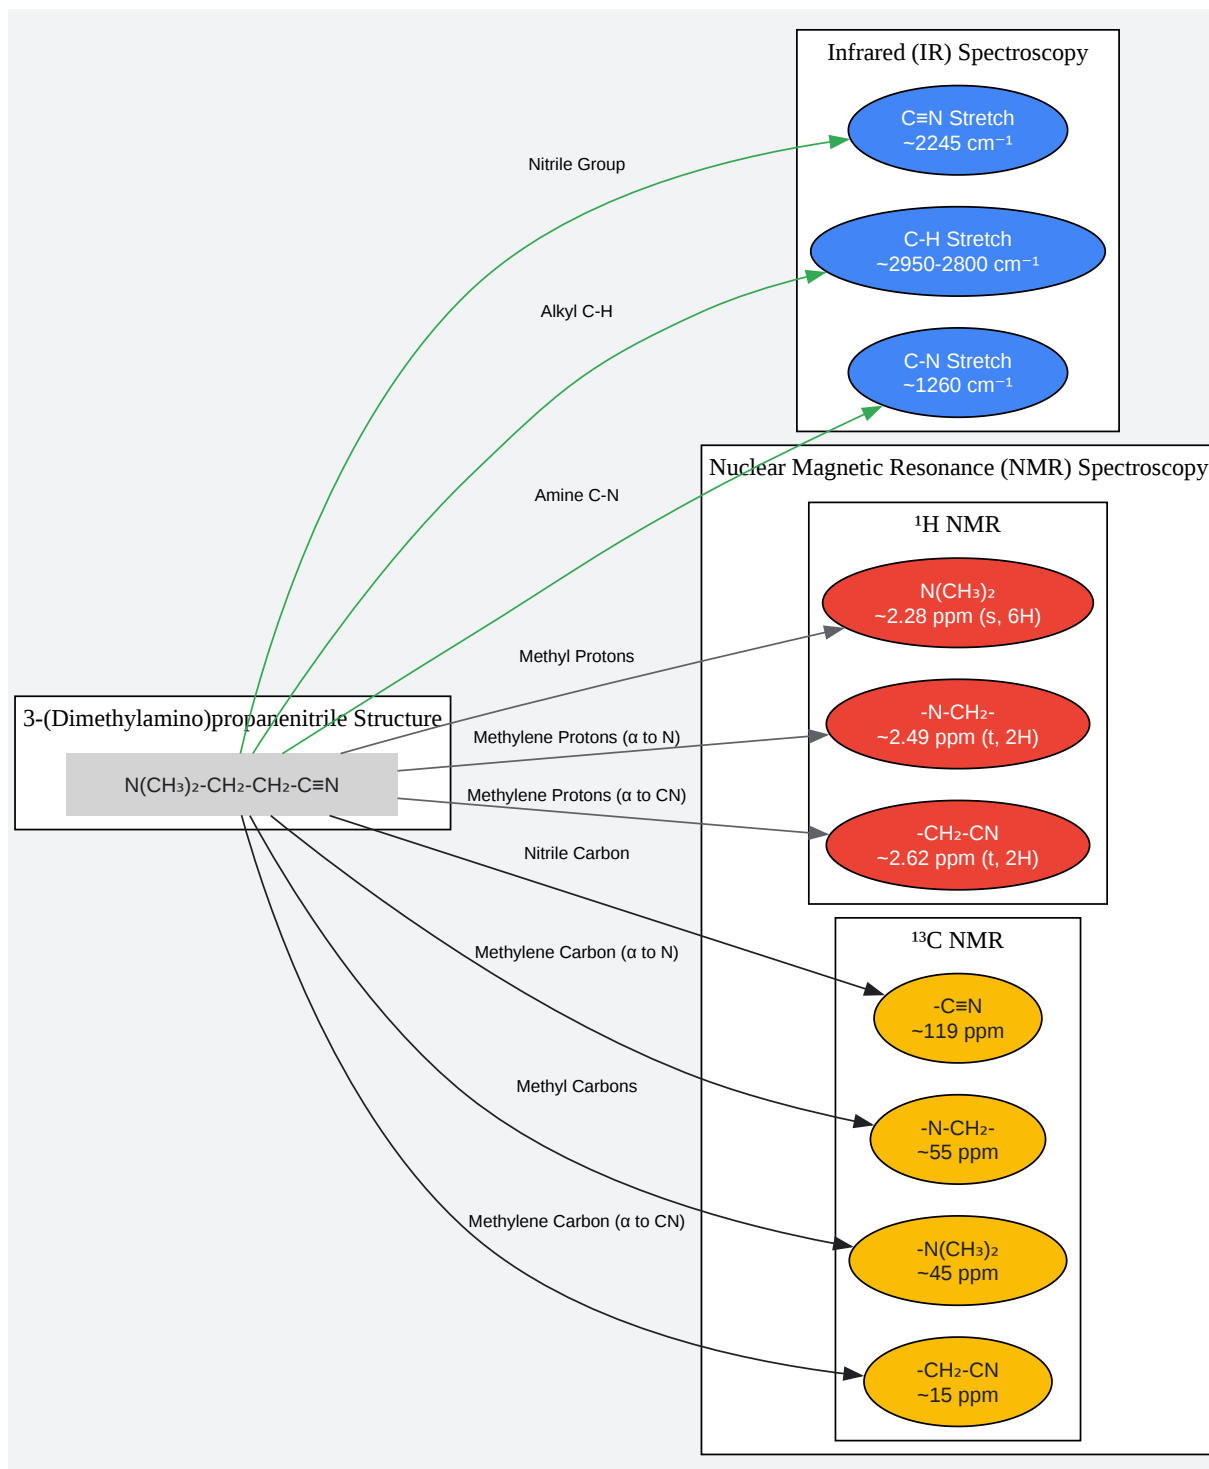 Infrared (IR) Spectroscopy
C≡N Stretch
~2245 cm⁻¹
Nitrile Group
C-H Stretch
~2950-2800 cm⁻¹
Alkyl C-H
C-N Stretch
~1260 cm⁻¹
Amine C-N
Nuclear Magnetic Resonance (NMR) Spectroscopy
¹H NMR
N(CH₃)₂
~2.28 ppm (s, 6H)
Methyl Protons
-N-CH₂-
~2.49 ppm (t, 2H)
Methylene Protons (α to N)
-CH₂-CN
~2.62 ppm (t, 2H)
Methylene Protons (α to CN)
3-(Dimethylamino)propanenitrile Structure
N(CH₃)₂-CH₂-CH₂-C≡N
Nitrile Carbon
¹³C NMR
-C≡N
~119 ppm
Methylene Carbon (α to N)
-N-CH₂-
~55 ppm
Methyl Carbons
-N(CH₃)₂
~45 ppm
Methylene Carbon (α to CN)
-CH₂-CN
~15 ppm